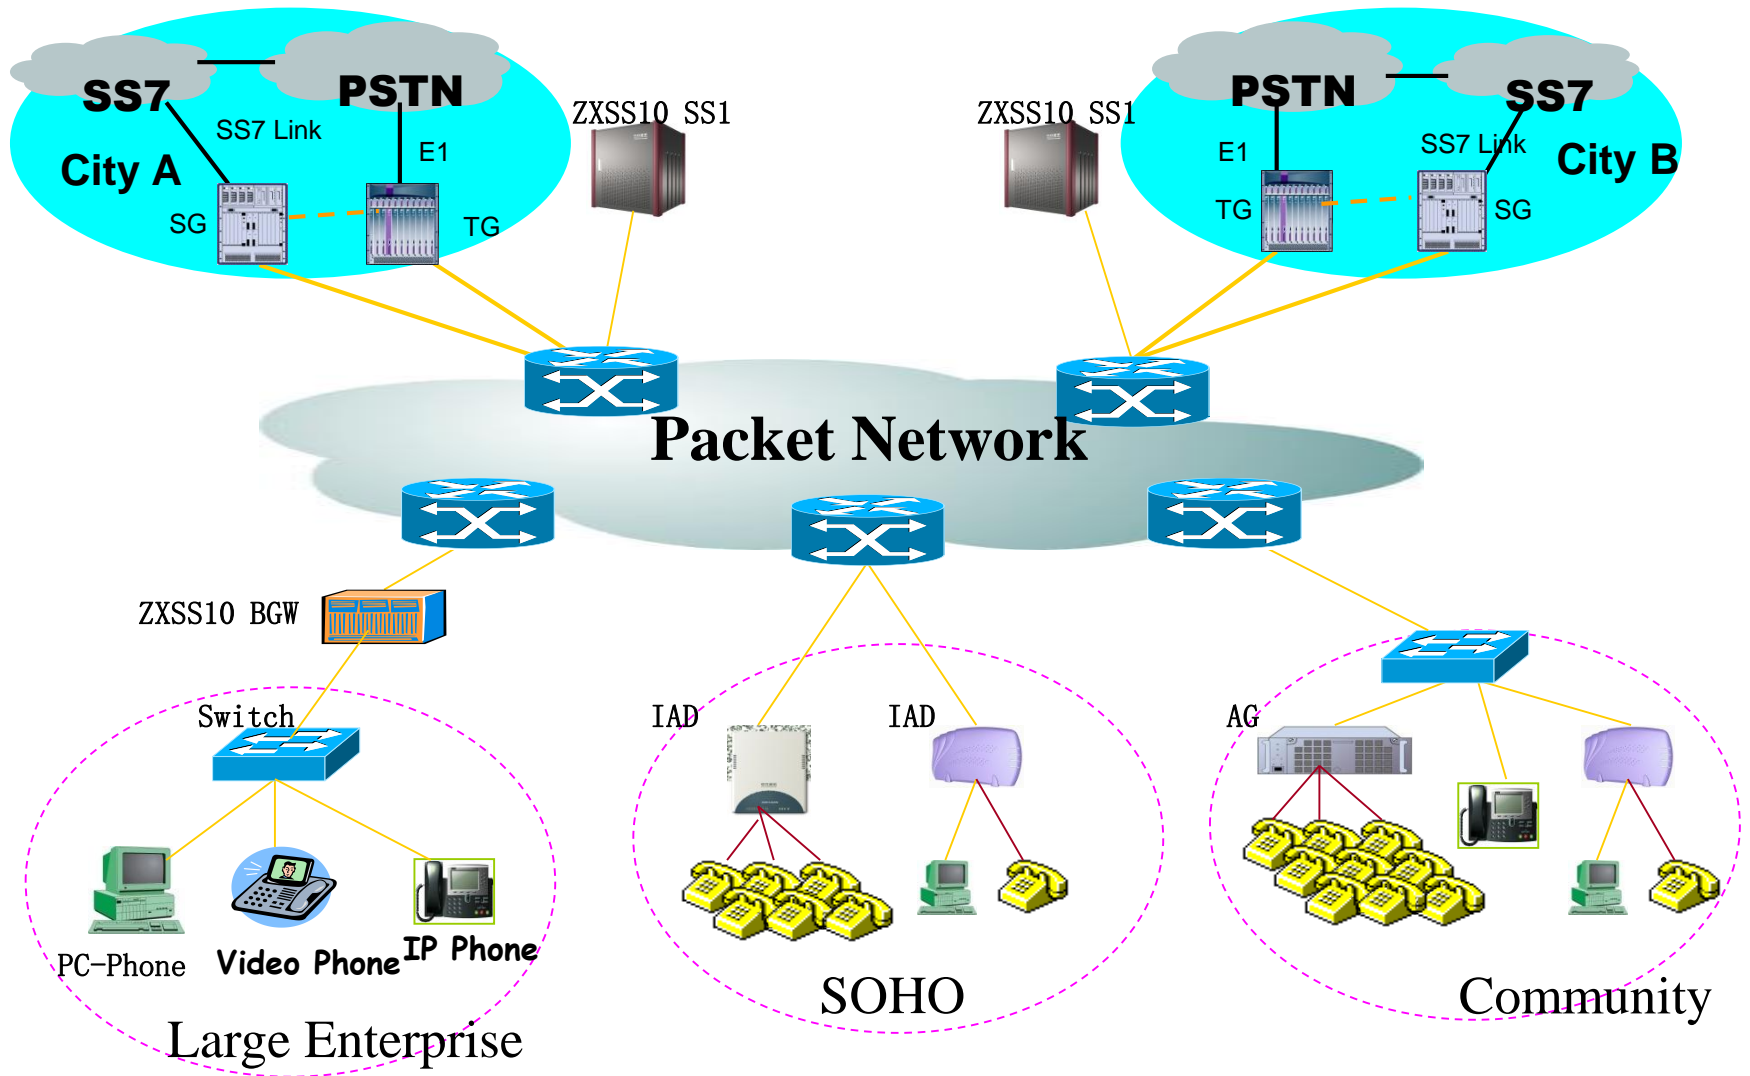 SS7
PSTN
SS7 Link
E1
City A
SG
TG
ZXSS10 SS1
ZXSS10 SS1
PSTN
SS7
E1
SS7 Link
City B
TG
SG
Packet Network
ZXSS10 BGW
Switch
PC-Phone
Video Phone
IP Phone
Large Enterprise
IAD
IAD
SOHO
AG
Community